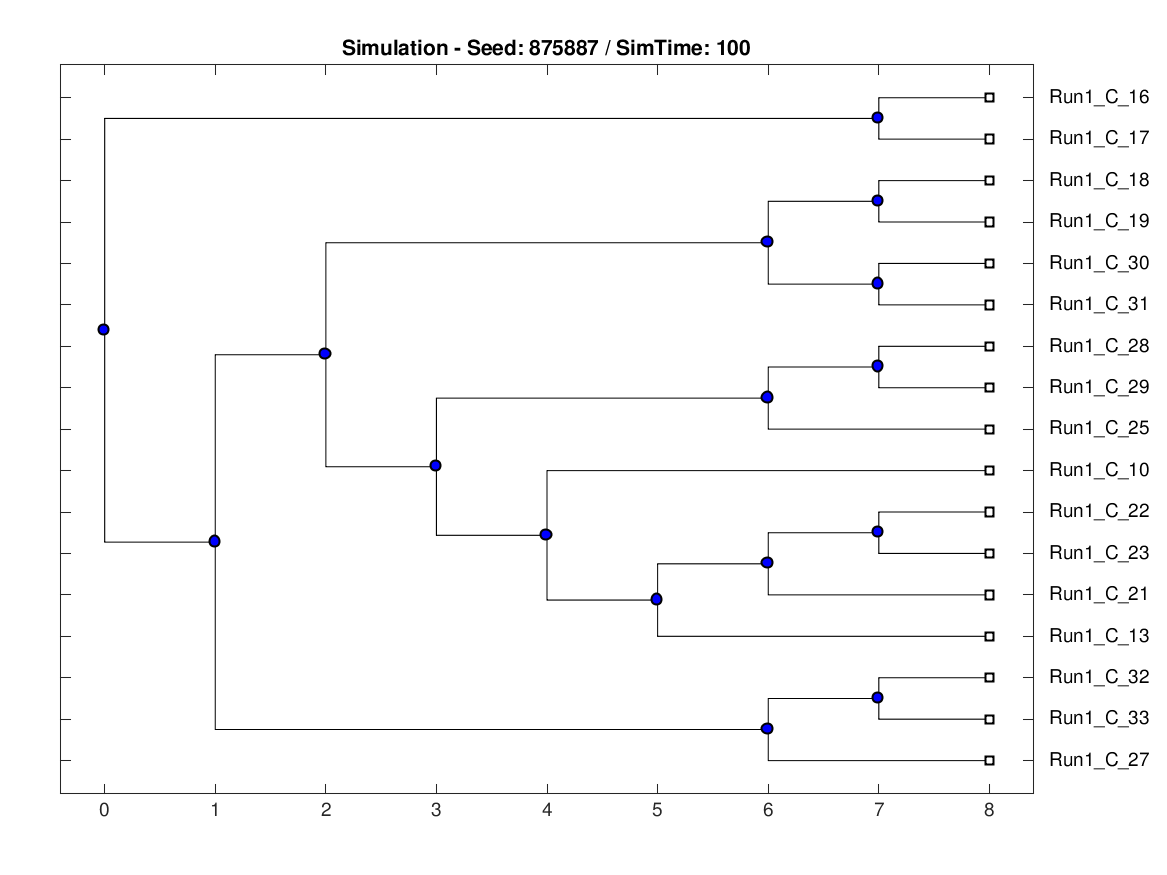 Simulation - Seed: 875887 / SimTime: 100
Run1_C_16
Run1_C_17
Run1_C_18
Run1_C_19
Run1_C_30
Run1_C_31
Run1_C_28
Run1_C_29
Run1_C_25
Run1_C_10
Run1_C_22
Run1_C_23
Run1_C_21
Run1_C_13
Run1_C_32
Run1_C_33
Run1_C_27
0 1 2 3 4 5 6 7 8